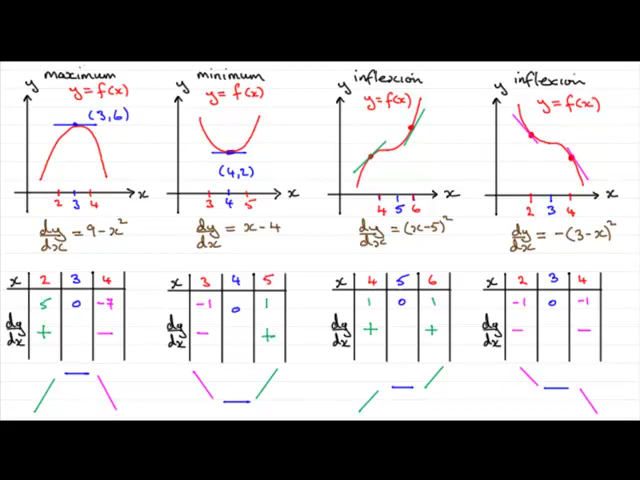 maximum
y
y = f(x)
(3,6)
x
2 3 4
dy/dx = 9 - x²
x 2 3 4
5 0 -7
dy/dx + −
minimum
y
y = f(x)
(4,2)
x
3 4 5
dy/dx = x - 4
x 3 4 5
-1 0 1
dy/dx − +
inflexion
y
y = f(x)
x
4 5 6
dy/dx = (x-5)²
x 4 5 6
1 0 1
dy/dx + +
inflexion
y
y = f(x)
x
2 3 4
dy/dx = -(3-x)²
x 2 3 4
-1 0 -1
dy/dx − −